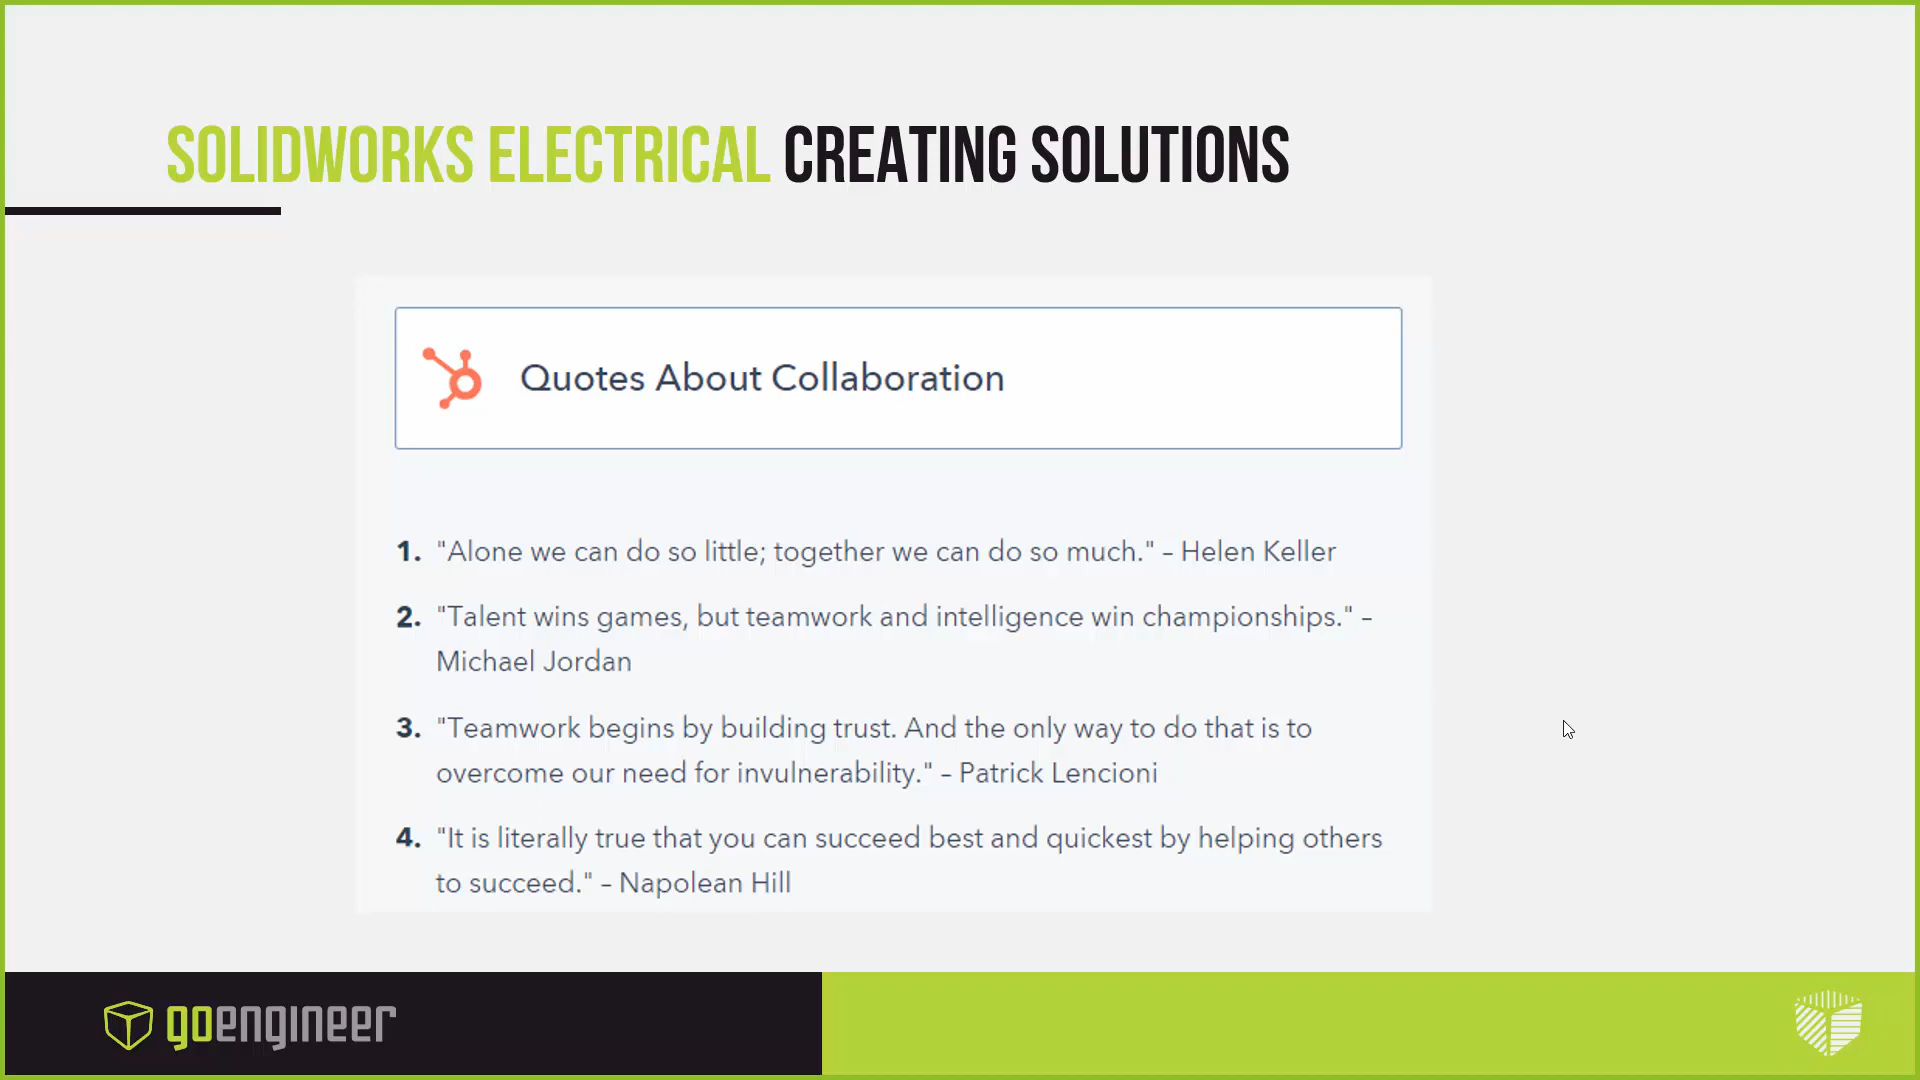 SOLIDWORKS ELECTRICAL CREATING SOLUTIONS
Quotes About Collaboration
1. "Alone we can do so little; together we can do so much." – Helen Keller
2. "Talent wins games, but teamwork and intelligence win championships." –
Michael Jordan
3. "Teamwork begins by building trust. And the only way to do that is to
overcome our need for invulnerability." – Patrick Lencioni
4. "It is literally true that you can succeed best and quickest by helping others
to succeed." – Napolean Hill
goengineer